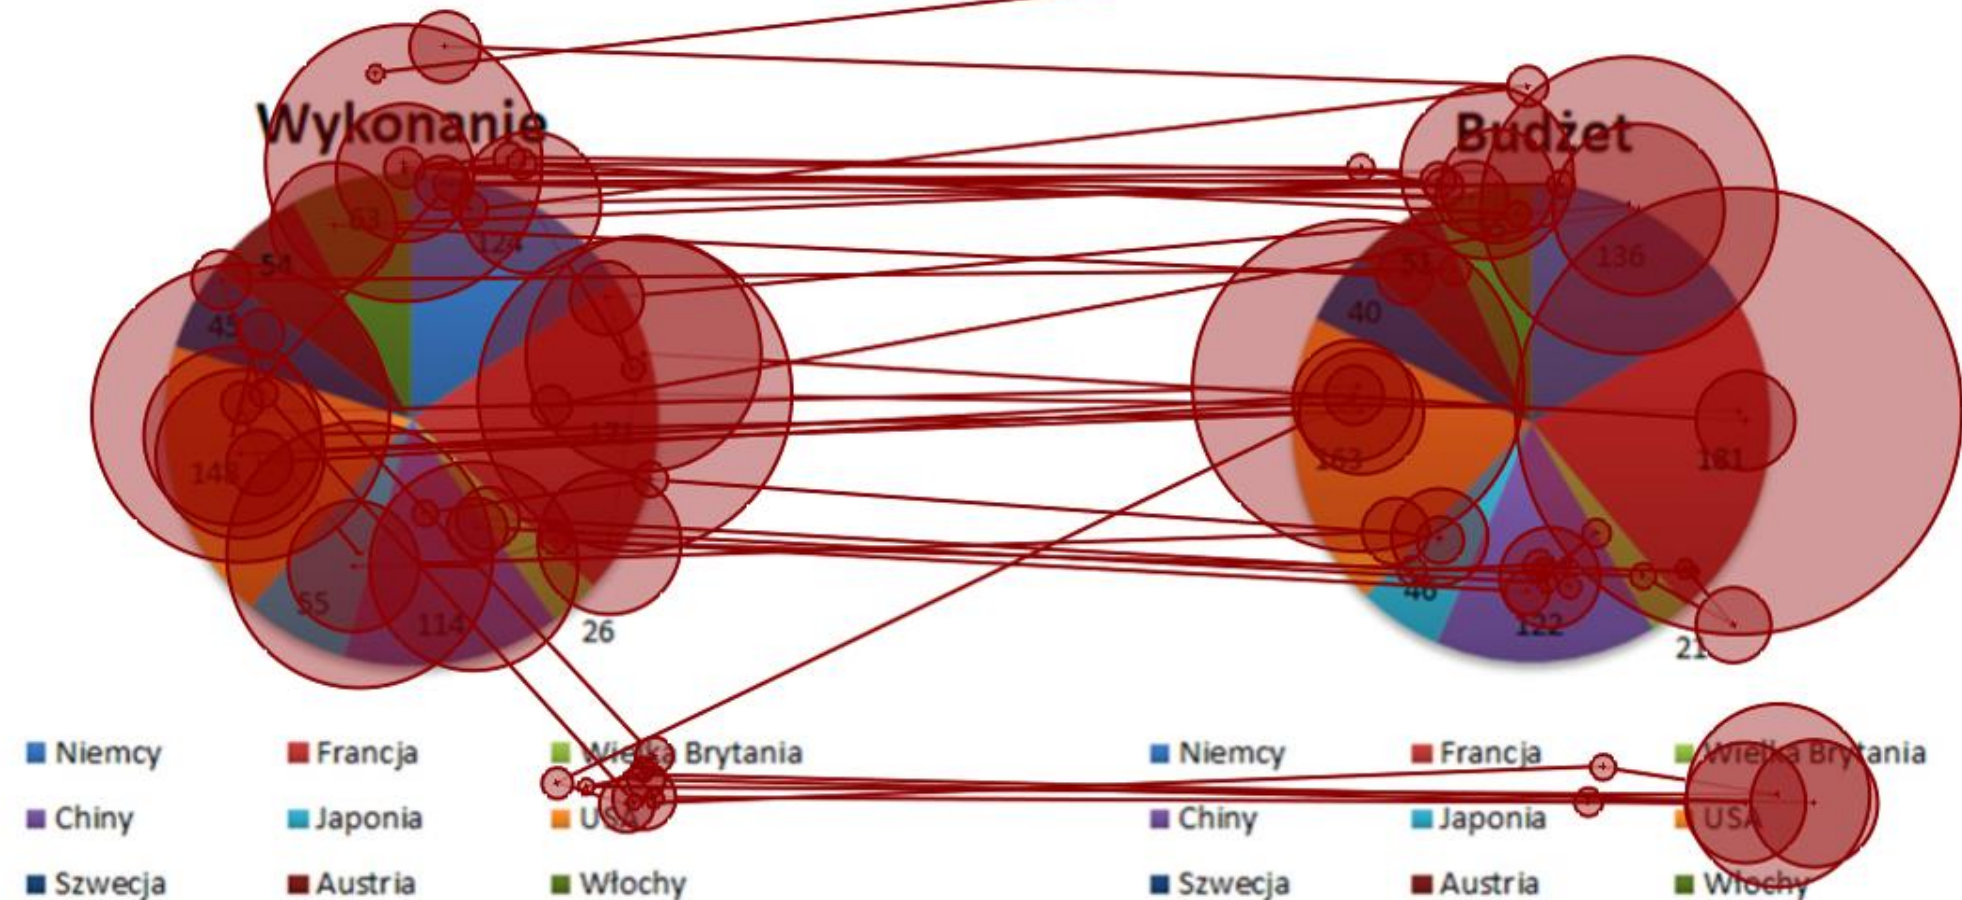 Wykonanie
Budżet
63
124
54
45
171
148
55
114
26
51
136
40
163
181
46
122
21
Niemcy Francja Wielka Brytania
Chiny Japonia USA
Szwecja Austria Włochy
Niemcy Francja Wielka Brytania
Chiny Japonia USA
Szwecja Austria Włochy